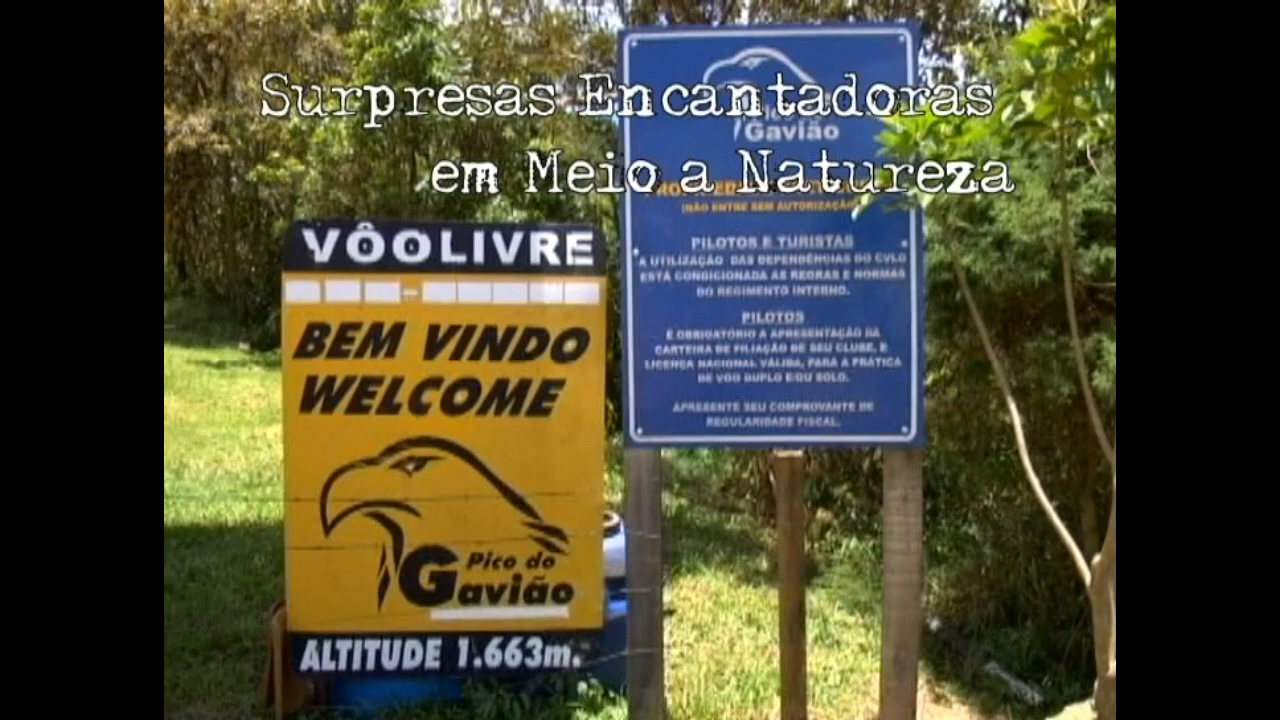 Surpresas Encantadoras
em Meio a Natureza
VÔO LIVRE
BEM VINDO
WELCOME
Pico do
Gavião
ALTITUDE 1.663m.
Gavião
(NÃO ENTRE SEM AUTORIZAÇÃO)
PILOTOS E TURISTAS
A UTILIZAÇÃO DAS DEPENDÊNCIAS DO CVLG
ESTÁ CONDICIONADA AS REGRAS E NORMAS
DO REGIMENTO INTERNO.
PILOTOS
É OBRIGATÓRIO A APRESENTAÇÃO DA
CARTEIRA DE FILIAÇÃO DE SEU CLUBE, E
LICENÇA NACIONAL VÁLIDA, PARA A PRÁTICA
DE VOO DUPLO E/OU SOLO.
APRESENTE SEU COMPROVANTE DE
REGULARIDADE FISCAL.